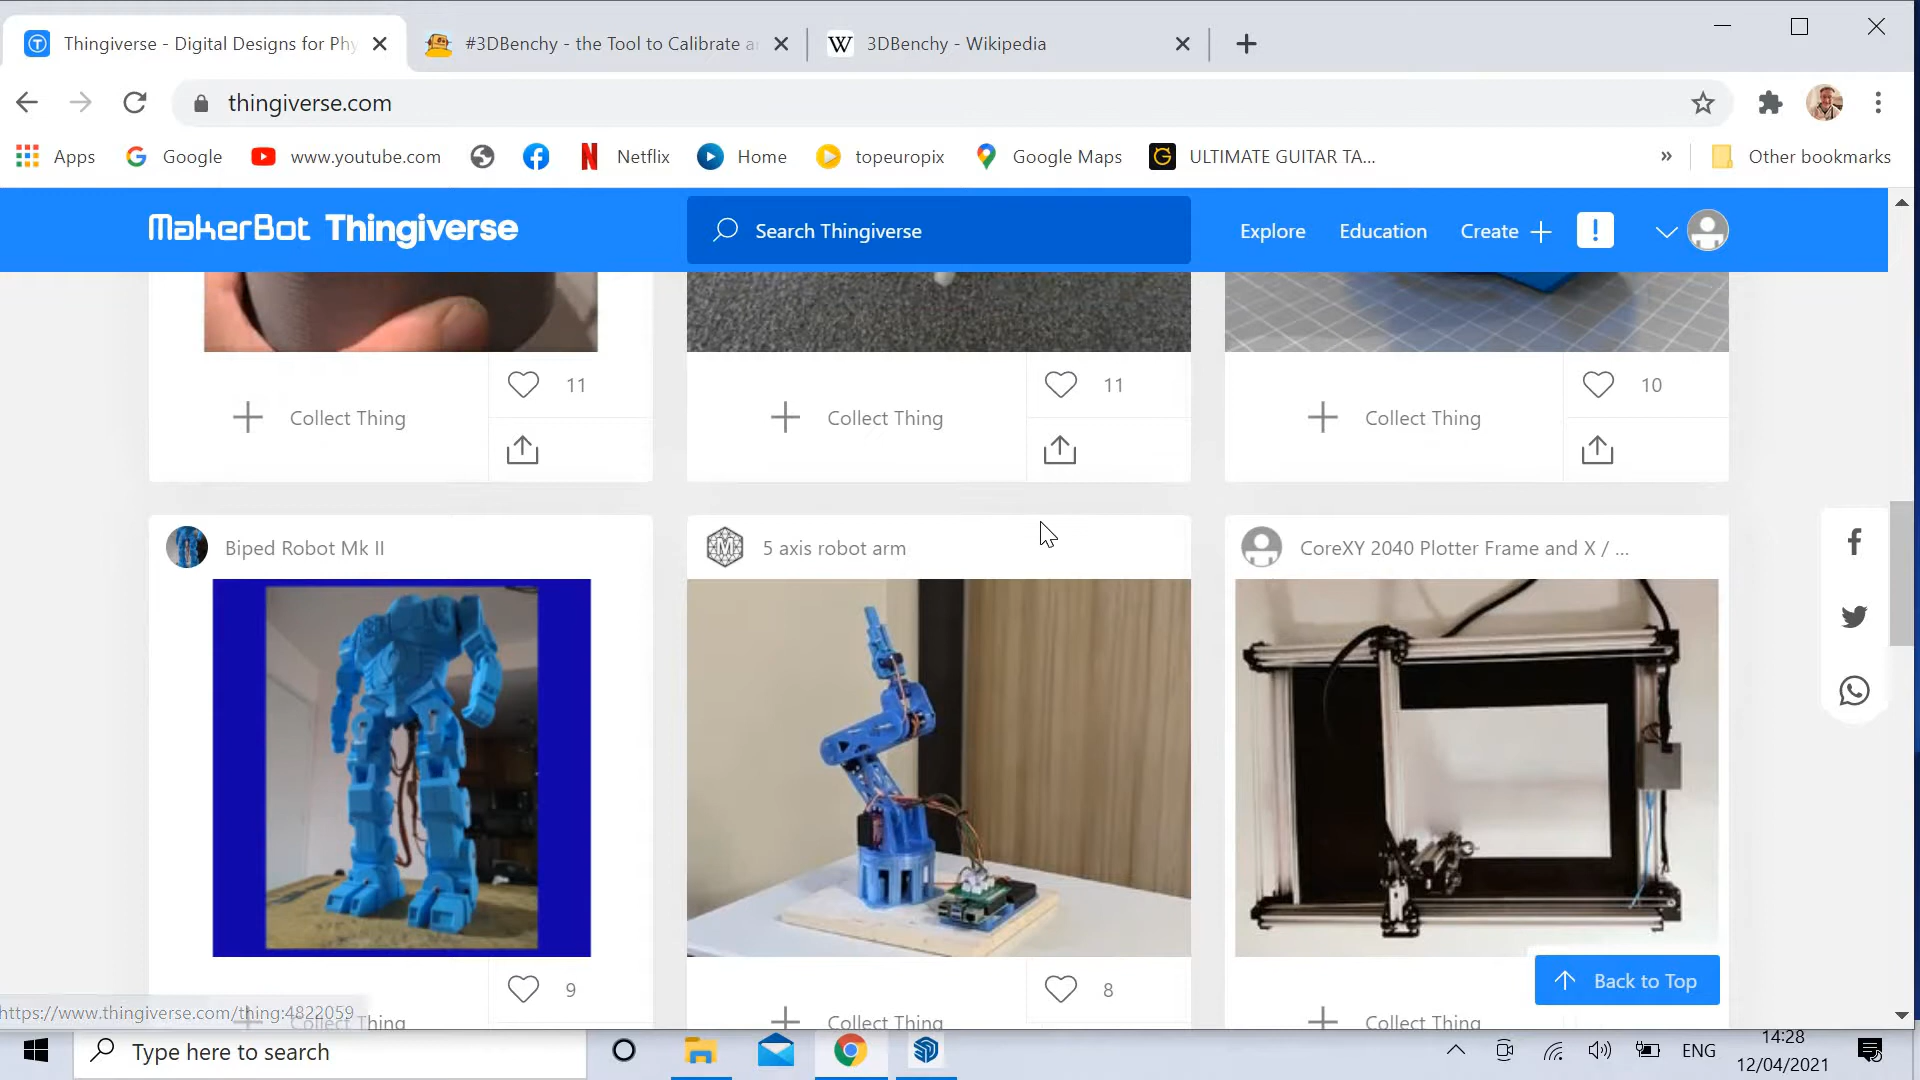 Thingiverse - Digital Designs for Phy
#3DBenchy - the Tool to Calibrate a
3DBenchy - Wikipedia
thingiverse.com
Apps
Google
www.youtube.com
Netflix
Home
topeuropix
Google Maps
ULTIMATE GUITAR TA...
»
Other bookmarks
MakerBot Thingiverse
Search Thingiverse
Explore
Education
Create
11
Collect Thing
11
Collect Thing
10
Collect Thing
Biped Robot Mk II
5 axis robot arm
CoreXY 2040 Plotter Frame and X / ...
9
Collect Thing
8
Collect Thing
Back to Top
Collect Thing
https://www.thingiverse.com/thing:4822059
Type here to search
ENG
14:28
12/04/2021